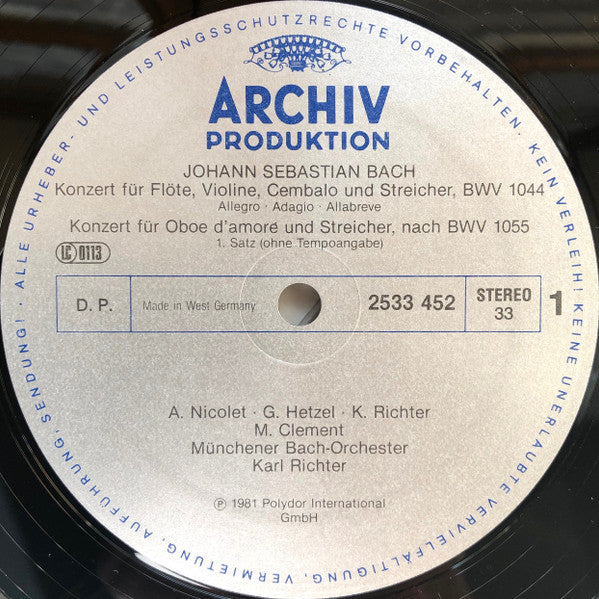 ALLE URHEBER- UND LEISTUNGSSCHUTZRECHTE VORBEHALTEN. KEIN VERLEIH! KEINE UNERLAUBTE VERVIELFÄLTIGUNG, VERMIETUNG, AUFFÜHRUNG, SENDUNG!
ARCHIV
PRODUKTION
JOHANN SEBASTIAN BACH
Konzert für Flöte, Violine, Cembalo und Streicher, BWV 1044
Allegro · Adagio · Allabreve
Konzert für Oboe d'amore und Streicher, nach BWV 1055
1. Satz (ohne Tempoangabe)
LC 0113
D. P. Made in West Germany 2533 452 STEREO 33 1
A. Nicolet · G. Hetzel · K. Richter
M. Clement
Münchener Bach-Orchester
Karl Richter
℗ 1981 Polydor International
GmbH